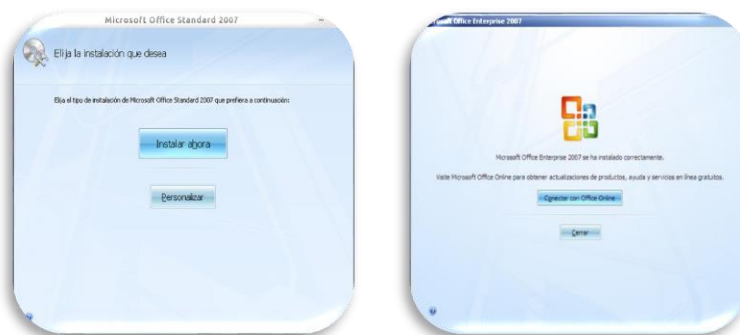 Microsoft Office Standard 2007
Elija la instalación que desea
Elija el tipo de instalación de Microsoft Office Standard 2007 que prefiera a continuación:
Instalar ahora
Personalizar
Microsoft Office Enterprise 2007
Microsoft Office Enterprise 2007 se ha instalado correctamente.
Visite Microsoft Office Online para obtener actualizaciones de productos, ayuda y servicios en línea gratuitos.
Conectar con Office Online
Cerrar